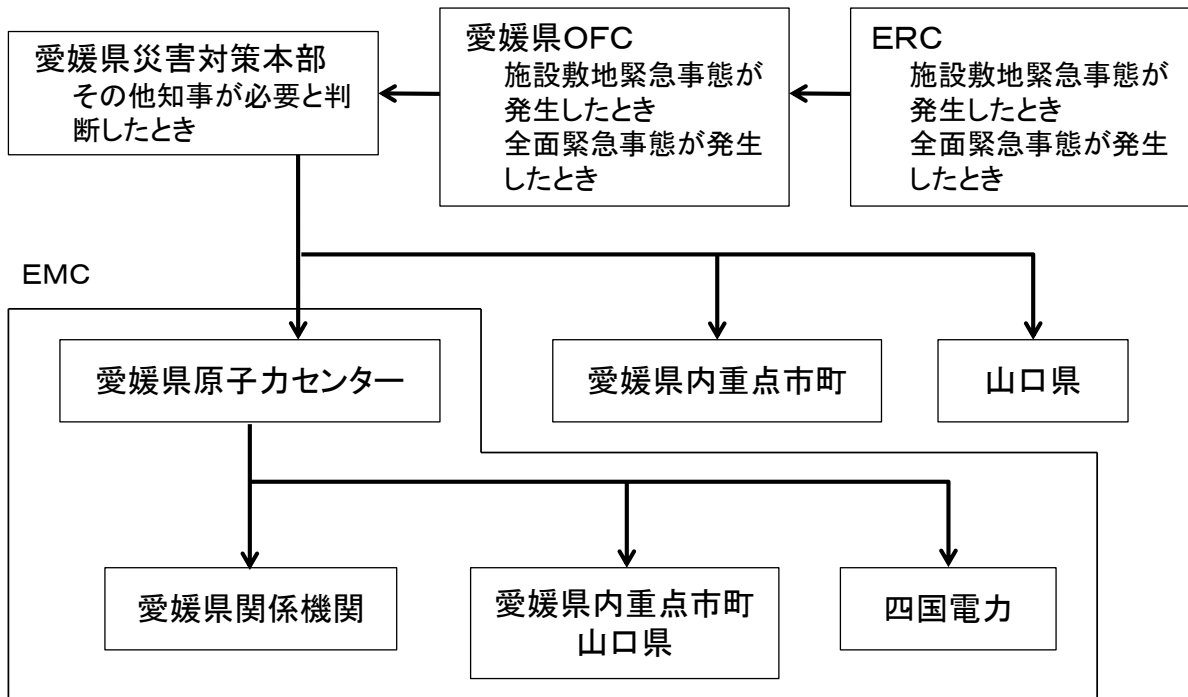 愛媛県災害対策本部
その他知事が必要と判
断したとき
愛媛県OFC
施設敷地緊急事態が
発生したとき
全面緊急事態が発生
したとき
ERC
施設敷地緊急事態が
発生したとき
全面緊急事態が発生
したとき
EMC
愛媛県原子力センター
愛媛県内重点市町
山口県
愛媛県関係機関
愛媛県内重点市町
山口県
四国電力